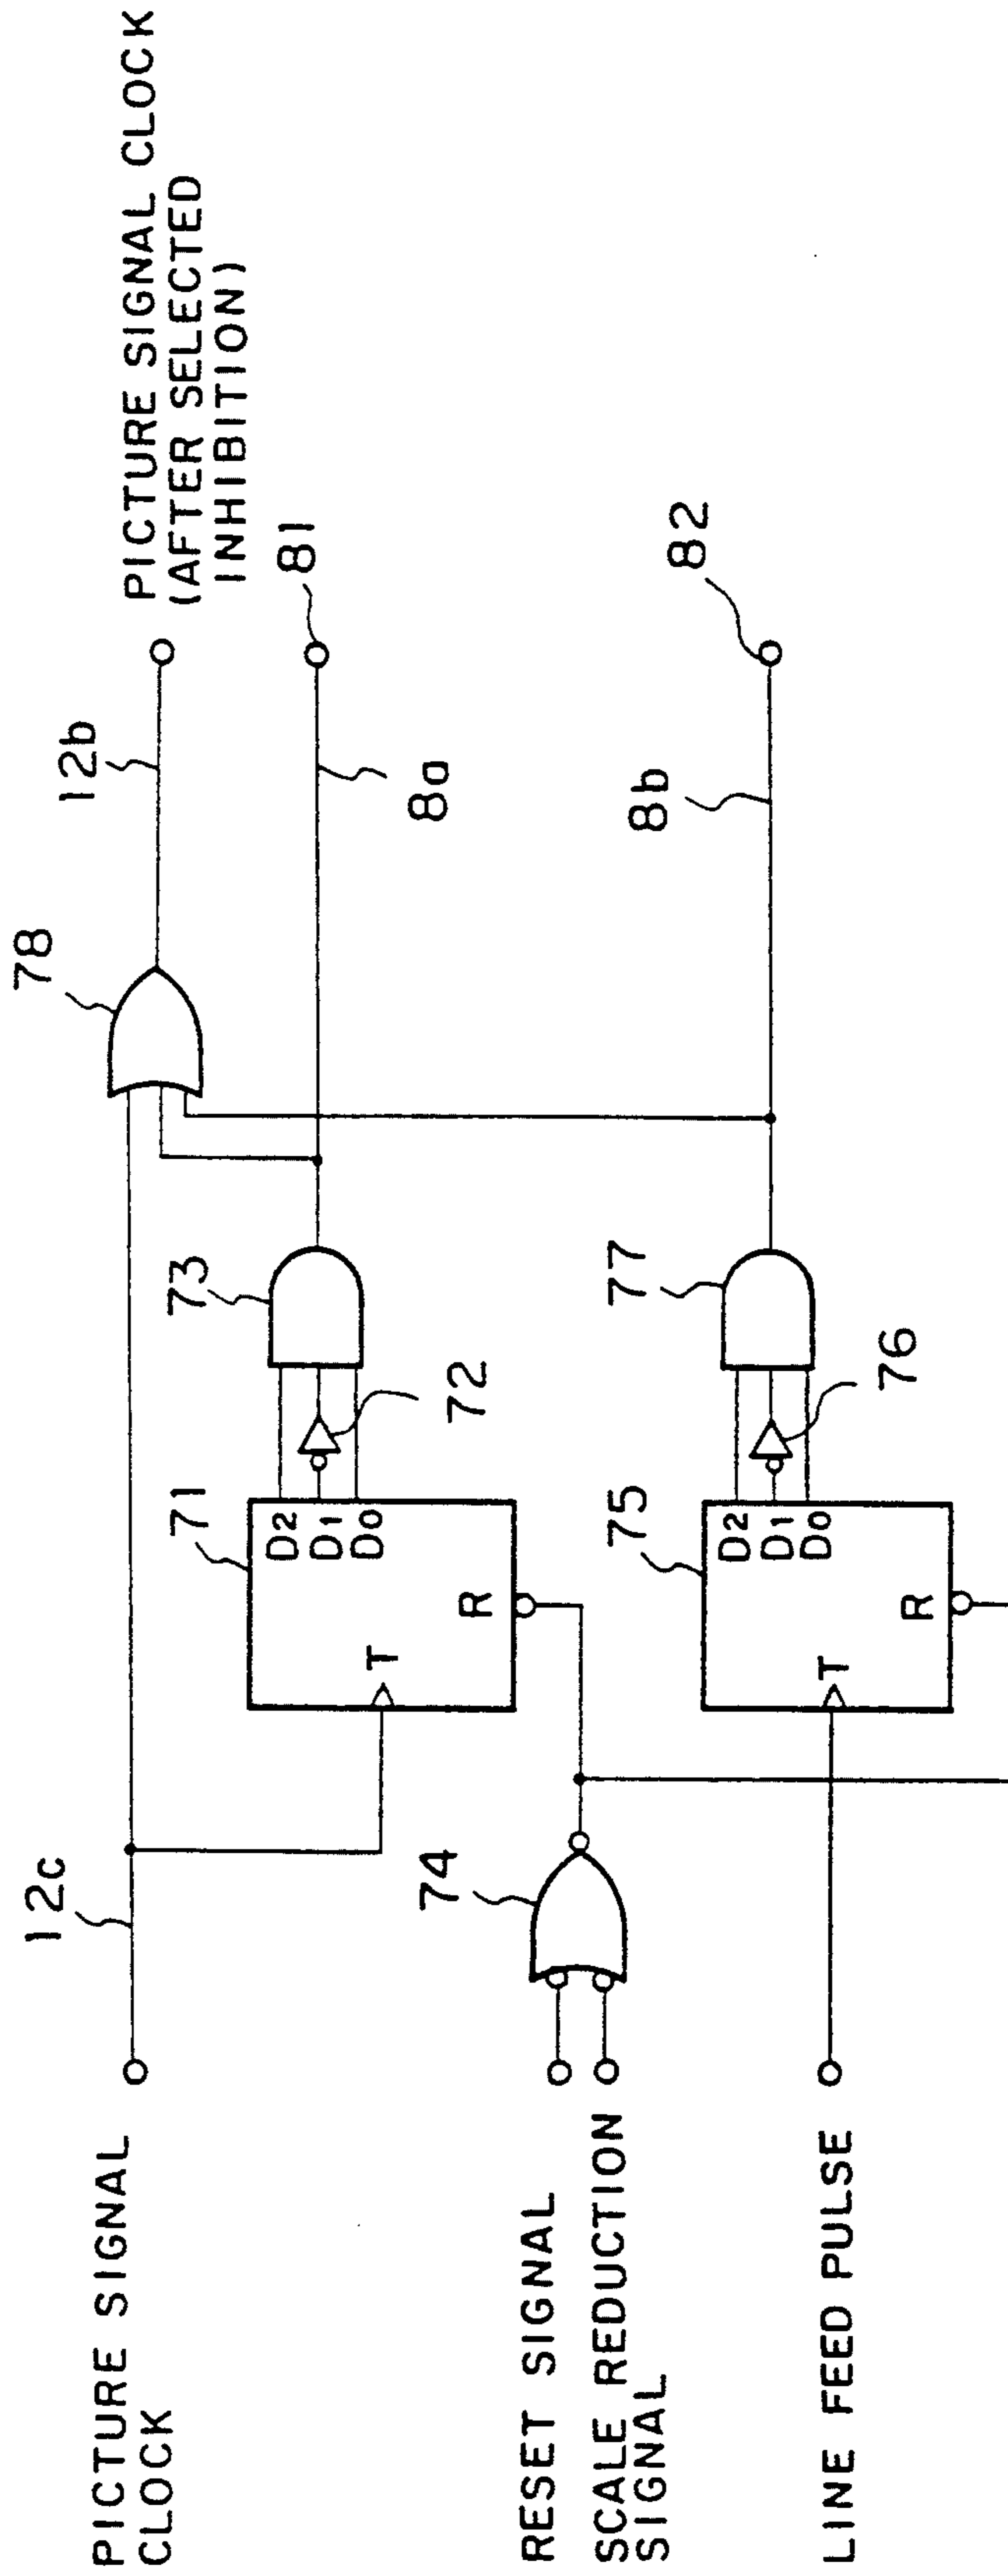 PICTURE SIGNAL
CLOCK
12c
78
12b
PICTURE SIGNAL CLOCK
(AFTER SELECTED
INHIBITION)
71
D2
D1
D0
T
R
72
73
8a
81
RESET SIGNAL
SCALE REDUCTION
SIGNAL
74
LINE FEED PULSE
75
D2
D1
D0
T
R
76
77
8b
82